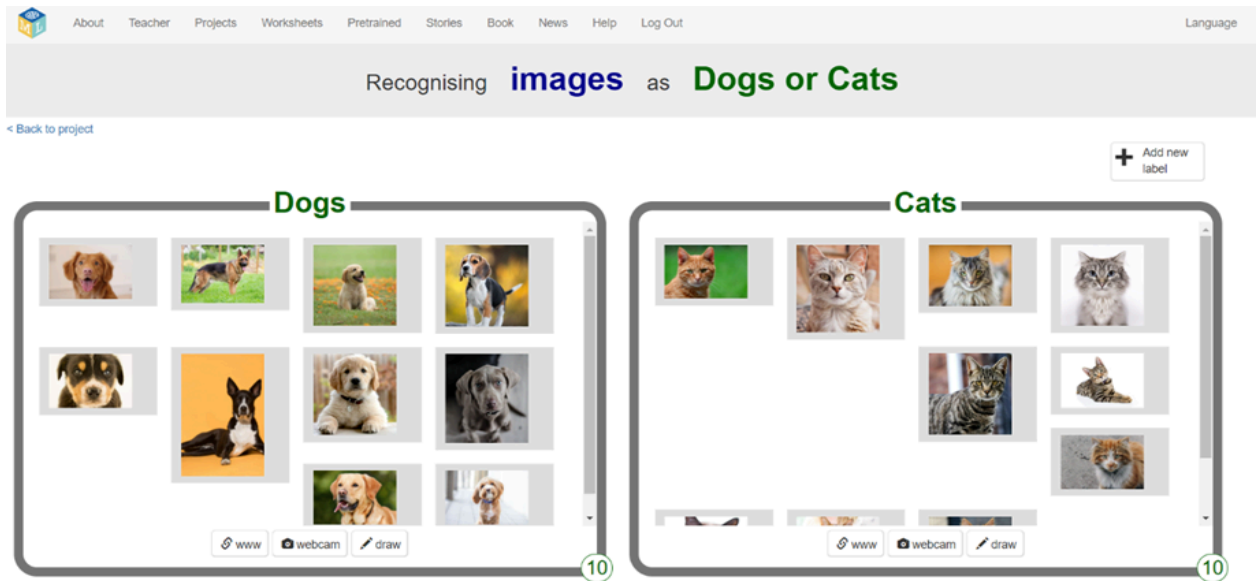 About Teacher Projects Worksheets Pretrained Stories Book News Help Log Out Language
Recognising images as Dogs or Cats
< Back to project
Add new
label
Dogs
Cats
www webcam draw
10
www webcam draw
10